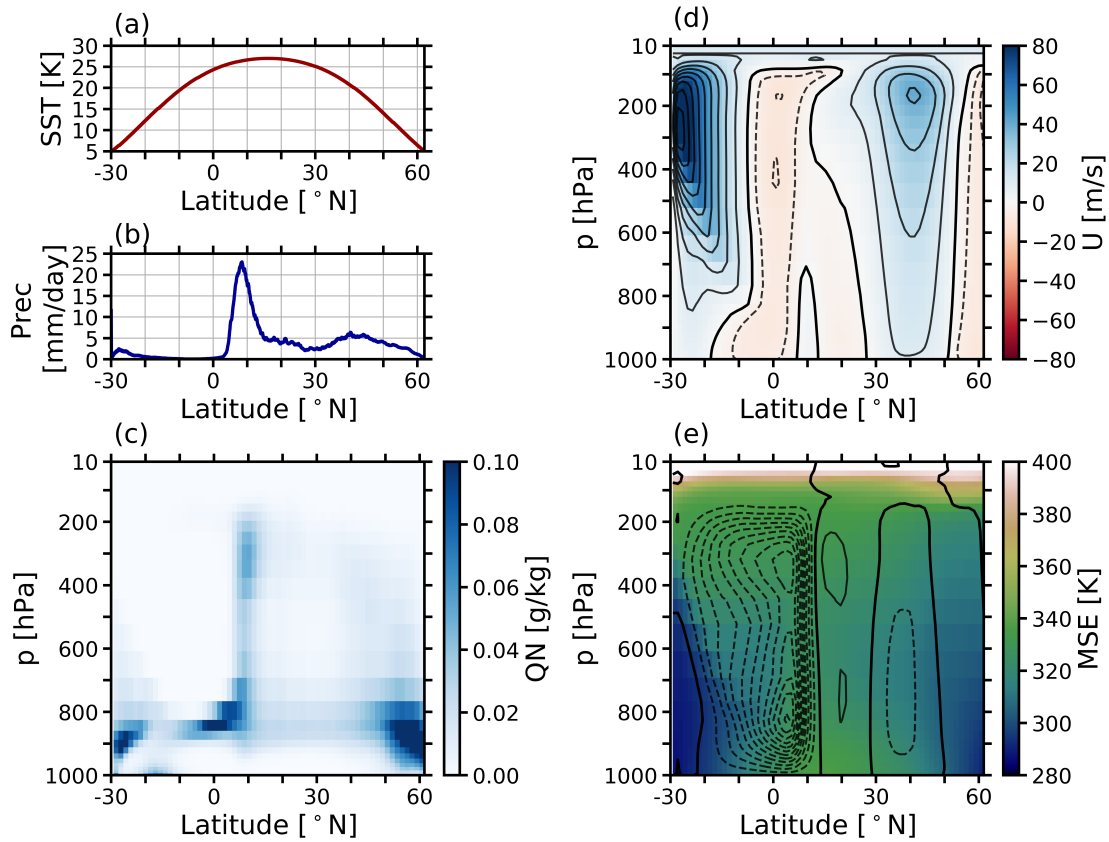 (a)
30
25
20
15
10
5
SST [K]
-30 0 30 60
Latitude [°N]
(b)
25
20
15
10
5
0
Prec
[mm/day]
-30 0 30 60
Latitude [°N]
(c)
10
200
400
600
800
1000
p [hPa]
-30 0 30 60
Latitude [°N]
0.10
0.08
0.06
0.04
0.02
0.00
QN [g/kg]
(d)
10
200
400
600
800
1000
p [hPa]
-30 0 30 60
Latitude [°N]
80
60
40
20
0
−20
−40
−60
−80
U [m/s]
(e)
10
200
400
600
800
1000
p [hPa]
-30 0 30 60
Latitude [°N]
400
380
360
340
320
300
280
MSE [K]